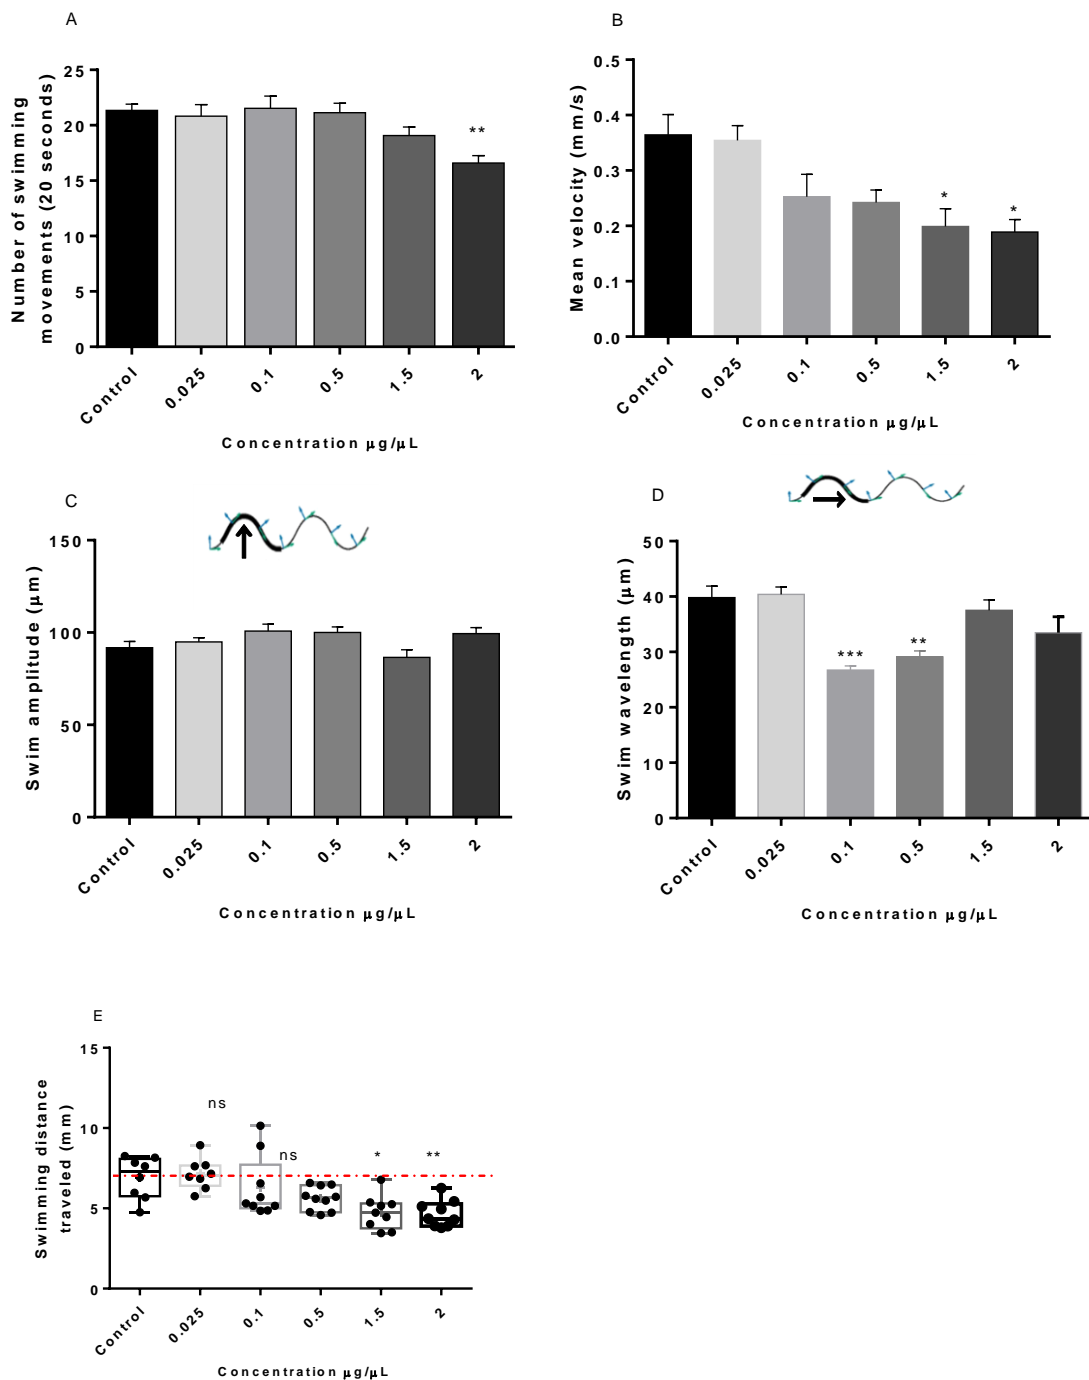 A
Number of swimming
movements (20 seconds)
25
20
15
10
5
0
**
Control
0.025
0.1
0.5
1.5
2
Concentration µg/µL
B
Mean velocity (mm/s)
0.5
0.4
0.3
0.2
0.1
0.0
*
*
Control
0.025
0.1
0.5
1.5
2
Concentration µg/µL
C
Swim amplitude (µm)
150
100
50
0
Control
0.025
0.1
0.5
1.5
2
Concentration µg/µL
D
Swim wavelength (µm)
50
40
30
20
10
0
***
**
Control
0.025
0.1
0.5
1.5
2
Concentration µg/µL
E
Swimming distance
traveled (mm)
15
10
5
0
ns
ns
*
**
Control
0.025
0.1
0.5
1.5
2
Concentration µg/µL